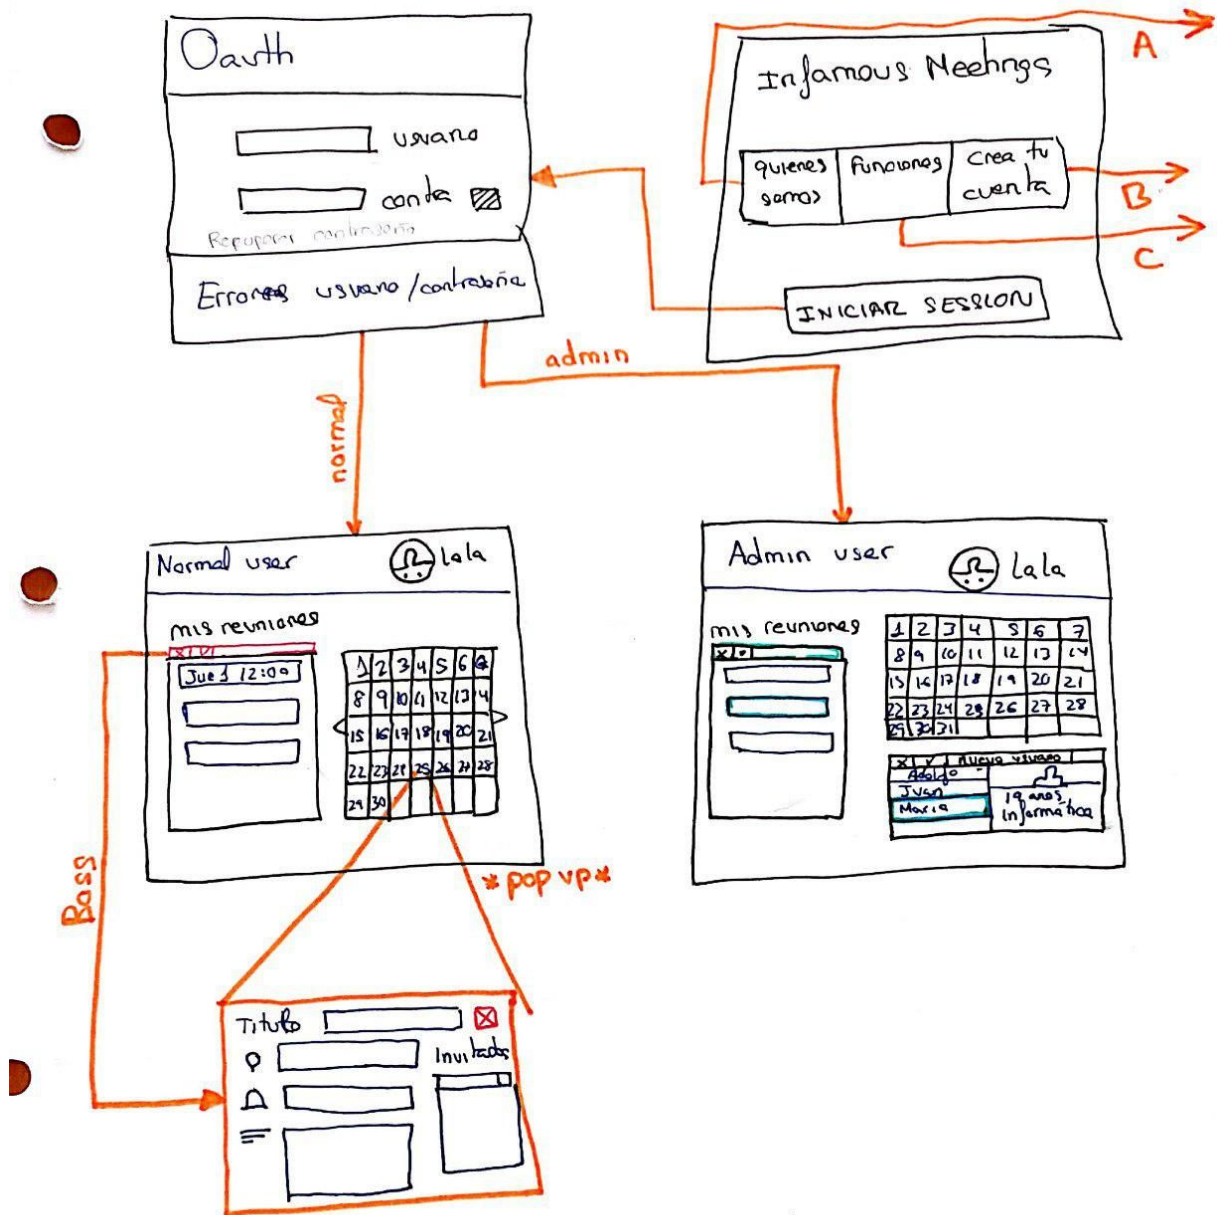 Oauth
usuario
contra
Recuperar contraseña
Errores usuario/contraseña
Infamous Meetings
quienes somos
Funciones
Crea tu cuenta
INICIAR SESSION
A
B
C
normal
admin
Normal user
lala
mis reuniones
Jue 1 12:00
1 2 3 4 5 6
8 9 10 11 12 13 14
15 16 17 18 19 20 21
22 23 24 25 26 27 28
29 30
Boss
*pop up*
Admin user
lala
mis reuniones
X
1 2 3 4 5 6 7
8 9 10 11 12 13 14
15 16 17 18 19 20 21
22 23 24 25 26 27 28
29 30 31
X Nuevo usuario
Adolfo
Juan
Maria
19 años
informática
Titulo
X
Invitados